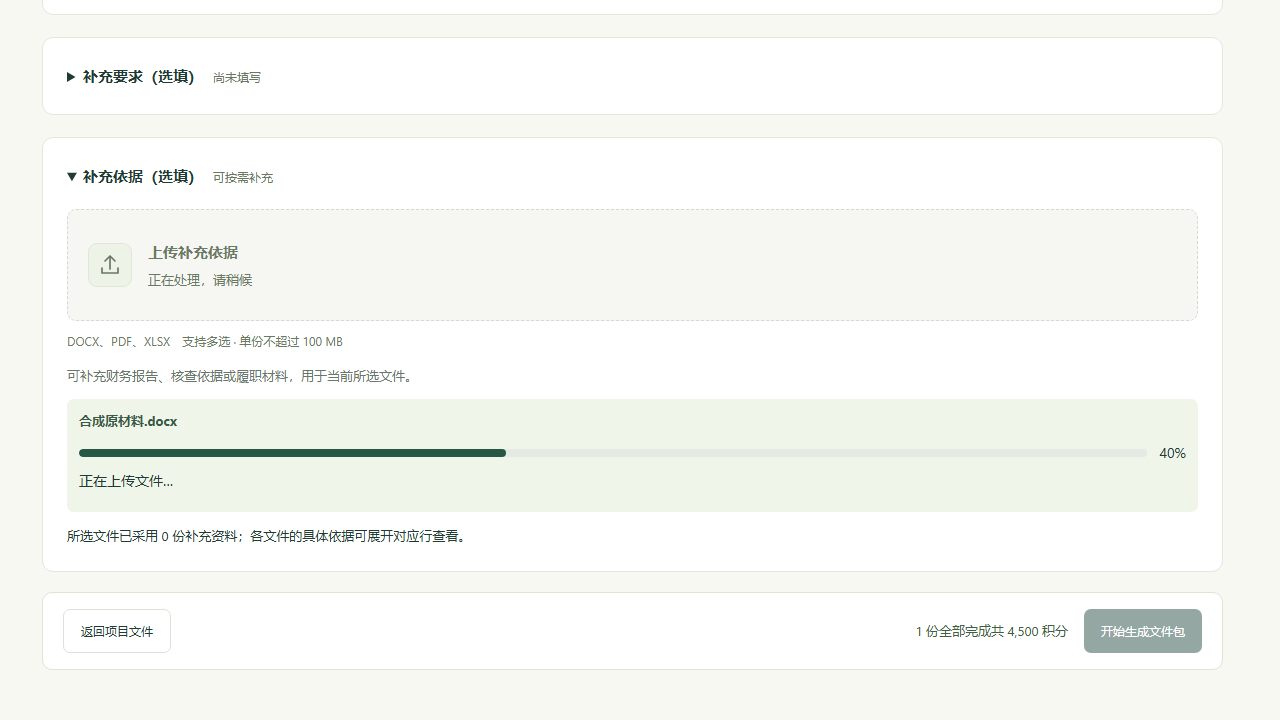 补充要求（选填） 尚未填写
补充依据（选填） 可按需补充
上传补充依据
正在处理，请稍候
DOCX、PDF、XLSX 支持多选 · 单份不超过 100 MB
可补充财务报告、核查依据或履职材料，用于当前所选文件。
合成原材料.docx
40%
正在上传文件...
所选文件已采用 0 份补充资料；各文件的具体依据可展开对应行查看。
返回项目文件 1 份全部完成共 4,500 积分 开始生成文件包